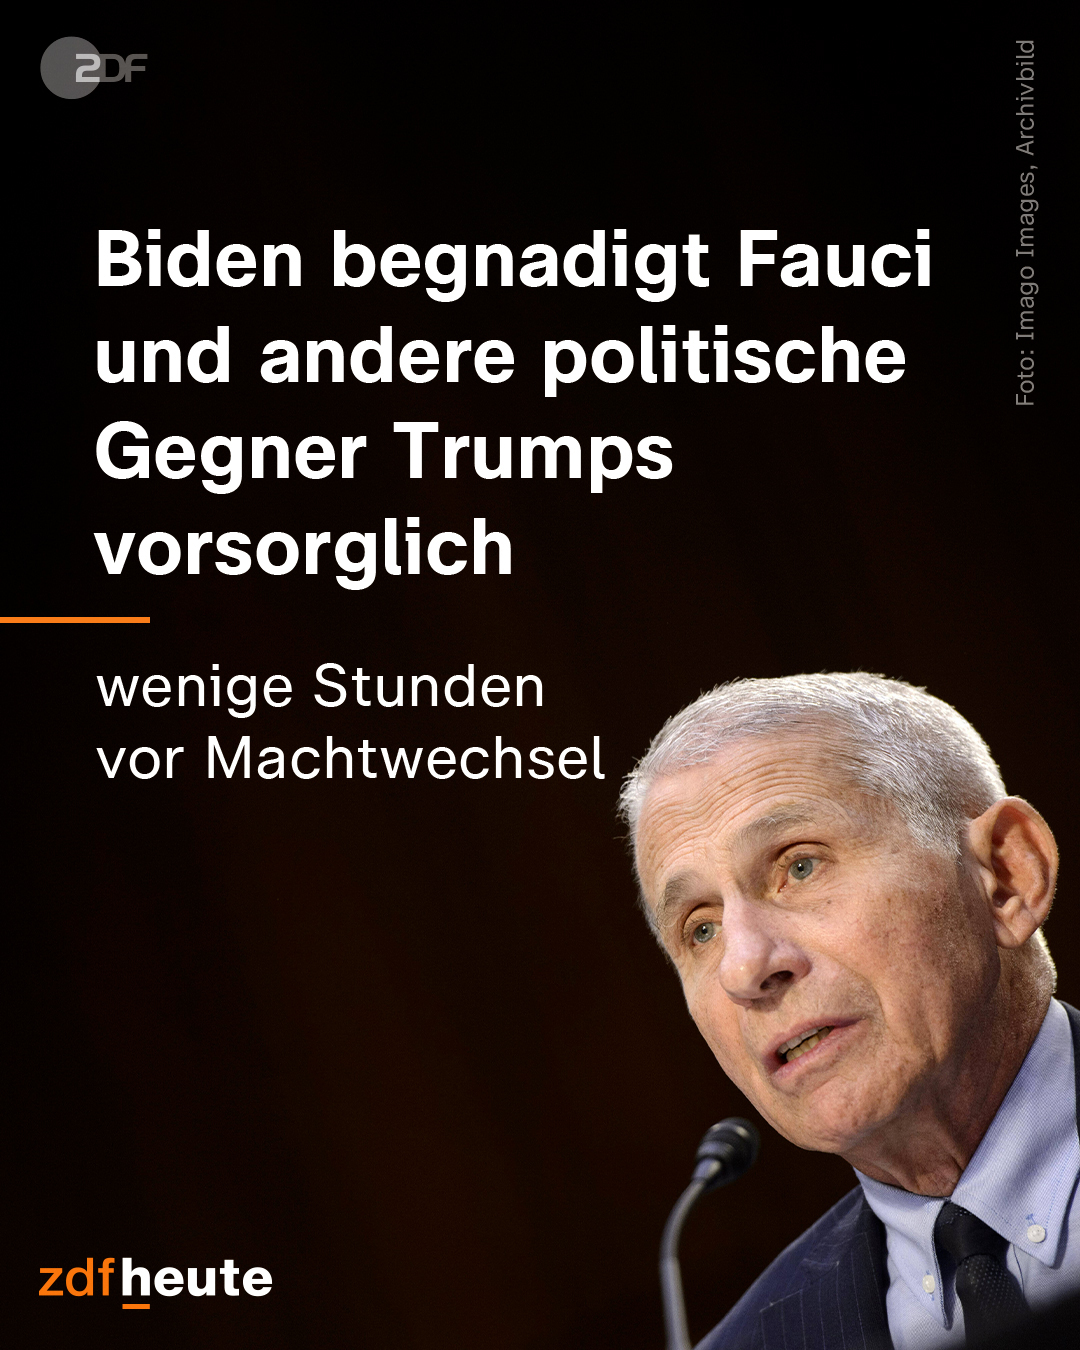 ZDF
Foto: Imago Images, Archivbild
Biden begnadigt Fauci
und andere politische
Gegner Trumps
vorsorglich
wenige Stunden
vor Machtwechsel
zdfheute